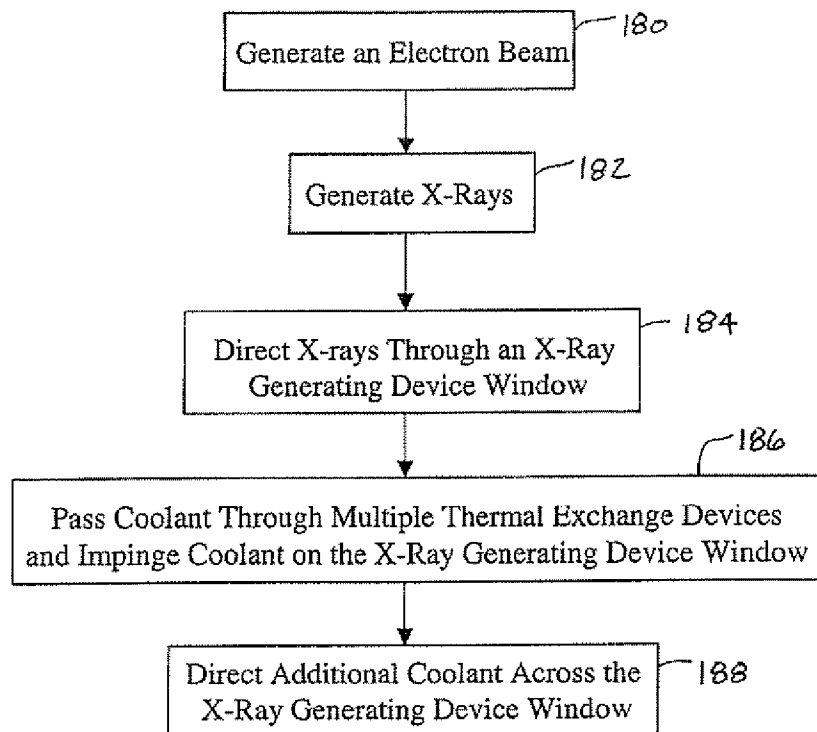 Generate an Electron Beam
180
Generate X-Rays
182
Direct X-rays Through an X-Ray
Generating Device Window
184
186
Pass Coolant Through Multiple Thermal Exchange Devices
and Impinge Coolant on the X-Ray Generating Device Window
Direct Additional Coolant Across the
X-Ray Generating Device Window
188